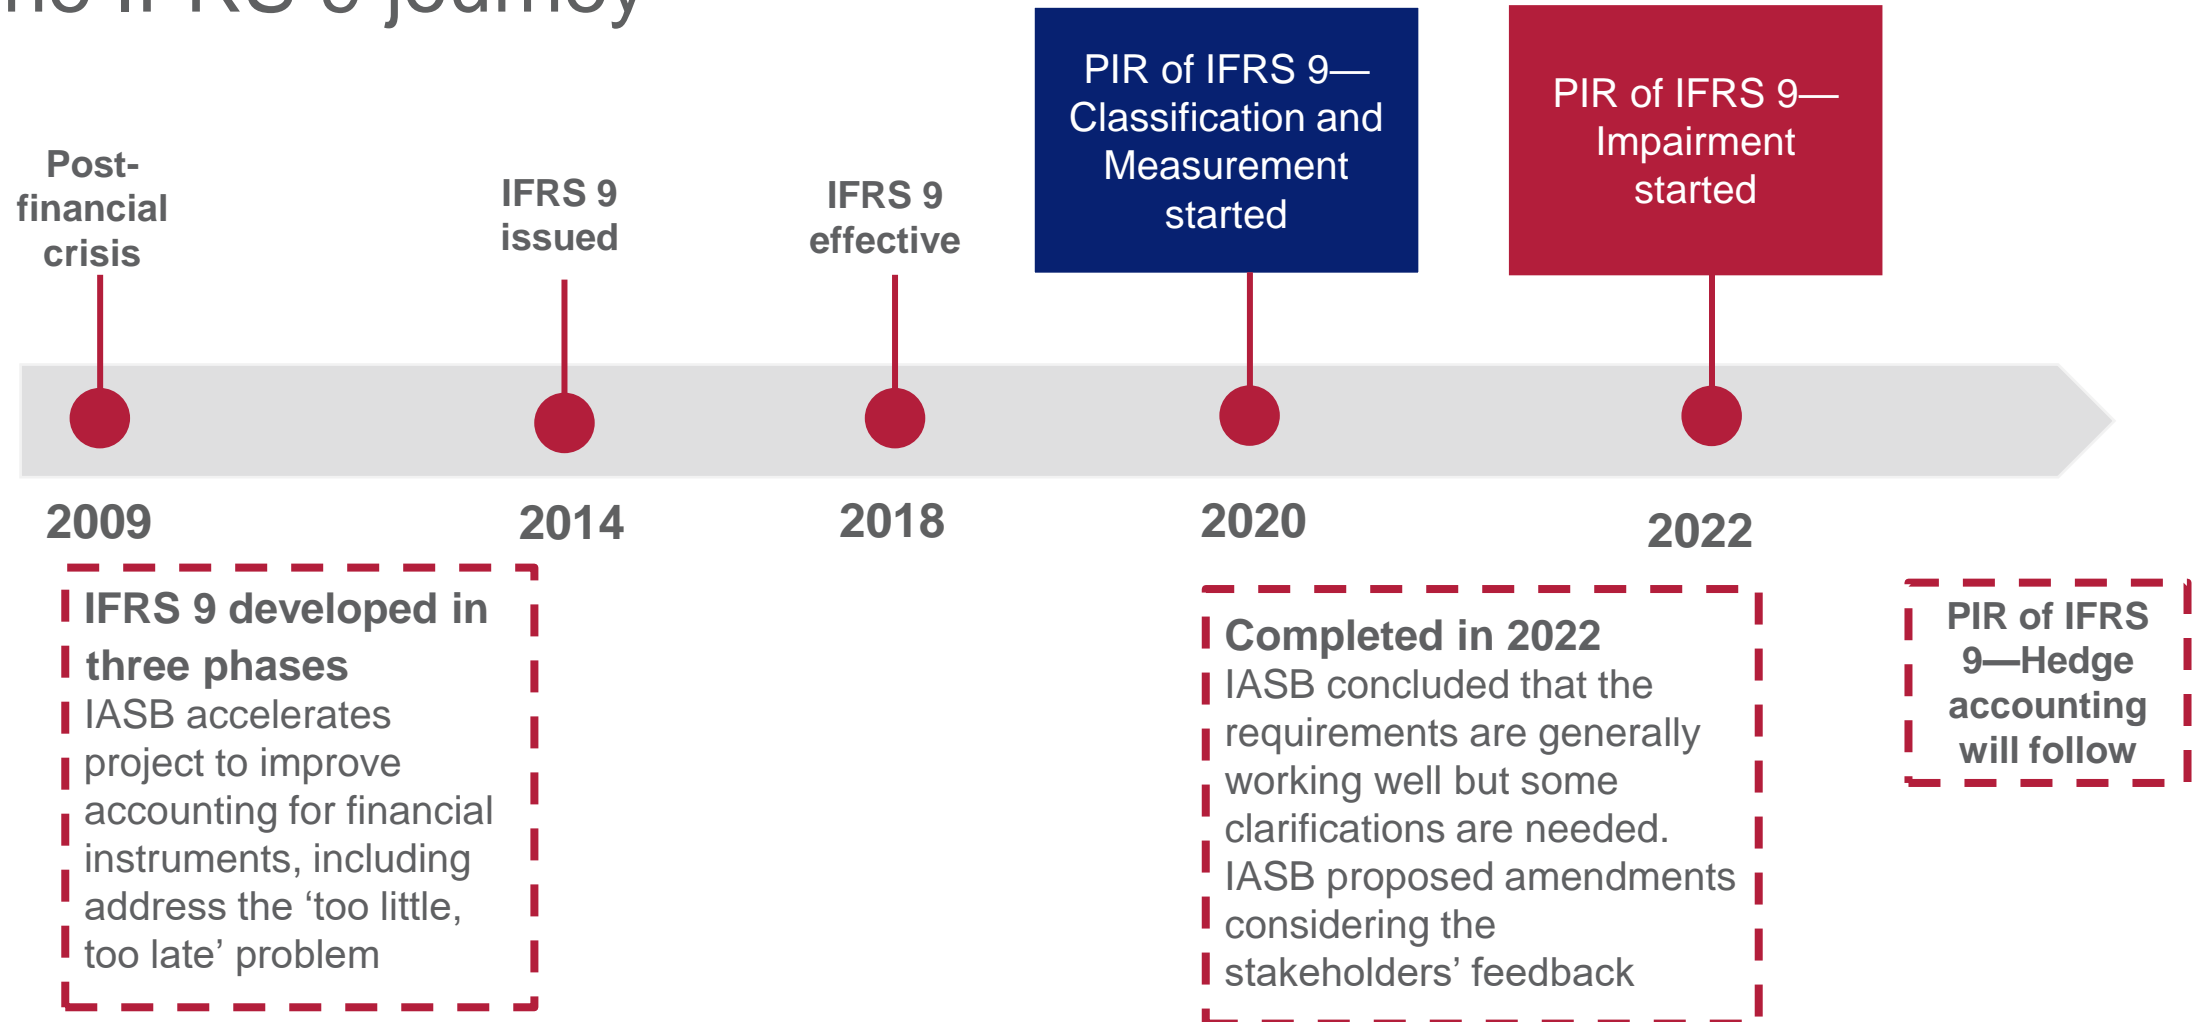 IFRS 9 journey
Post-
financial
crisis
IFRS 9
issued
IFRS 9
effective
PIR of IFRS 9—
Classification and
Measurement
started
PIR of IFRS 9—
Impairment
started
2009
2014
2018
2020
2022
IFRS 9 developed in
three phases
IASB accelerates
project to improve
accounting for financial
instruments, including
address the ‘too little,
too late’ problem
Completed in 2022
IASB concluded that the
requirements are generally
working well but some
clarifications are needed.
IASB proposed amendments
considering the
stakeholders’ feedback
PIR of IFRS
9—Hedge
accounting
will follow